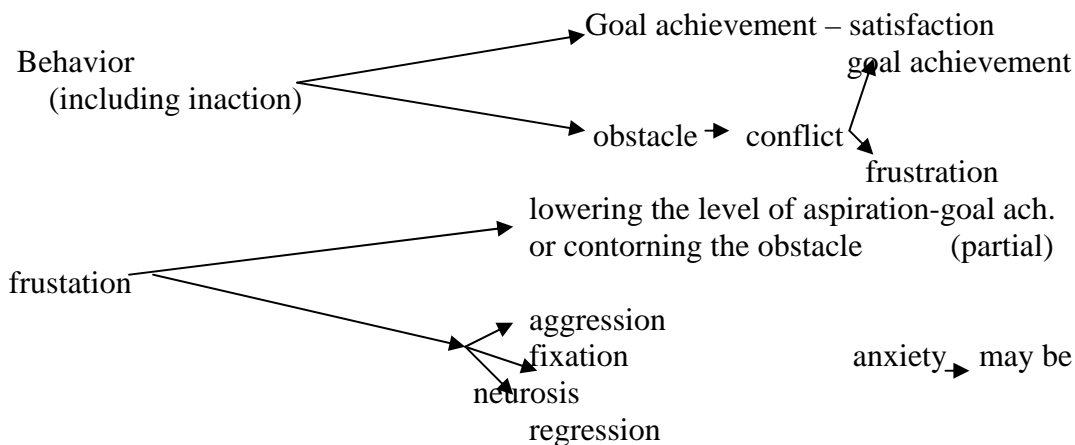 Goal achievement – satisfaction
Behavior goal achievement
(including inaction)
obstacle conflict
frustration
lowering the level of aspiration-goal ach.
or contorning the obstacle (partial)
frustation
aggression
fixation anxiety may be
neurosis
regression